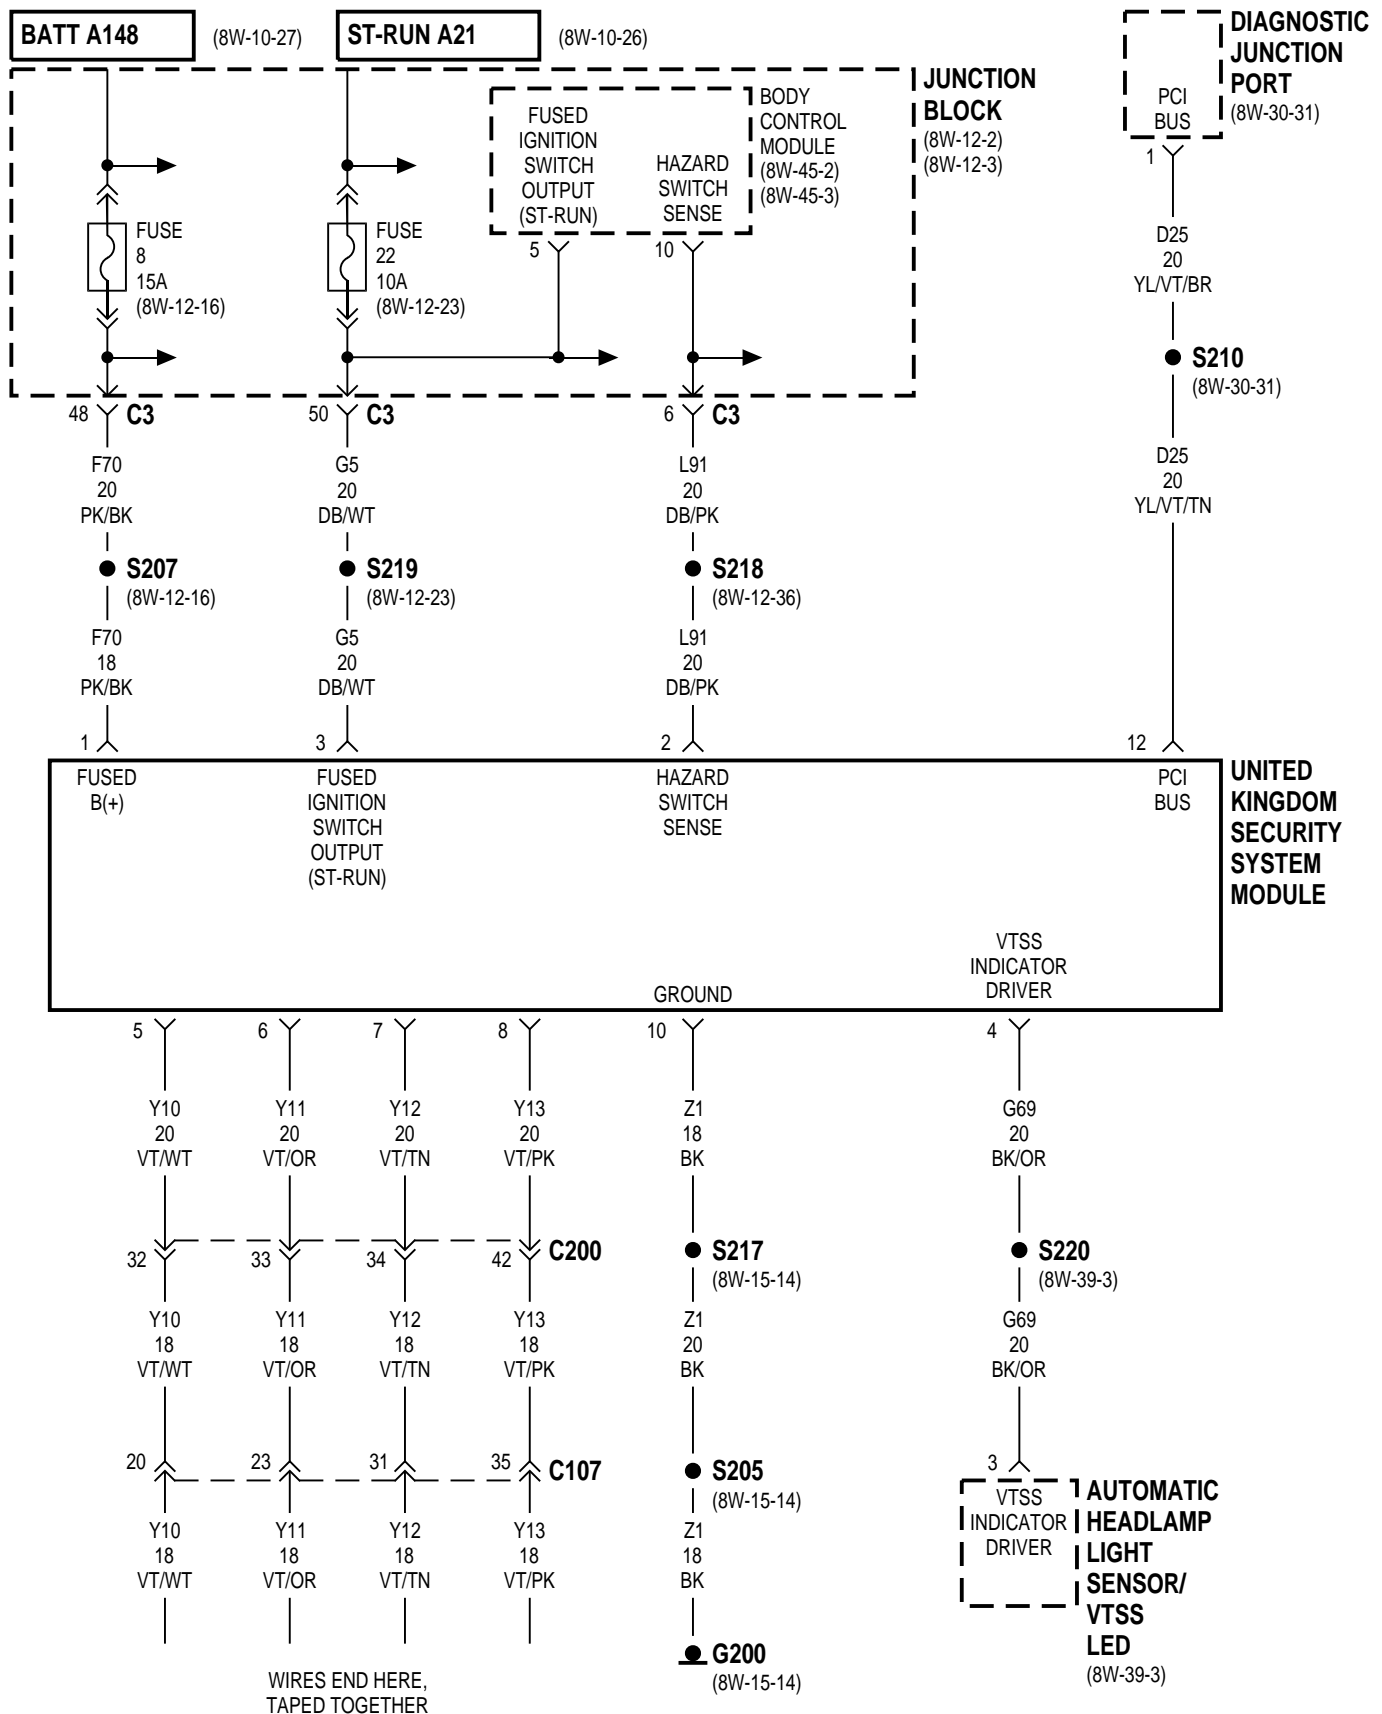 BATT A148
(8W-10-27)
ST-RUN A21
(8W-10-26)
DIAGNOSTIC
JUNCTION
PORT
(8W-30-31)
PCI
BUS
1
JUNCTION
BLOCK
(8W-12-2)
(8W-12-3)
BODY
CONTROL
MODULE
(8W-45-2)
(8W-45-3)
FUSED
IGNITION
SWITCH
OUTPUT
(ST-RUN)
HAZARD
SWITCH
SENSE
5
10
FUSE
8
15A
(8W-12-16)
FUSE
22
10A
(8W-12-23)
D25
20
YL/VT/BR
S210
(8W-30-31)
48
C3
50
C3
6
C3
F70
20
PK/BK
G5
20
DB/WT
L91
20
DB/PK
D25
20
YL/VT/TN
S207
(8W-12-16)
S219
(8W-12-23)
S218
(8W-12-36)
F70
18
PK/BK
G5
20
DB/WT
L91
20
DB/PK
1
3
2
12
FUSED
B(+)
FUSED
IGNITION
SWITCH
OUTPUT
(ST-RUN)
HAZARD
SWITCH
SENSE
PCI
BUS
UNITED
KINGDOM
SECURITY
SYSTEM
MODULE
GROUND
VTSS
INDICATOR
DRIVER
5
6
7
8
10
4
Y10
20
VT/WT
Y11
20
VT/OR
Y12
20
VT/TN
Y13
20
VT/PK
Z1
18
BK
G69
20
BK/OR
32
33
34
42
C200
S217
(8W-15-14)
S220
(8W-39-3)
Y10
18
VT/WT
Y11
18
VT/OR
Y12
18
VT/TN
Y13
18
VT/PK
Z1
20
BK
G69
20
BK/OR
20
23
31
35
C107
S205
(8W-15-14)
3
Y10
18
VT/WT
Y11
18
VT/OR
Y12
18
VT/TN
Y13
18
VT/PK
Z1
18
BK
VTSS
INDICATOR
DRIVER
AUTOMATIC
HEADLAMP
LIGHT
SENSOR/
VTSS
LED
(8W-39-3)
G200
(8W-15-14)
WIRES END HERE,
TAPED TOGETHER